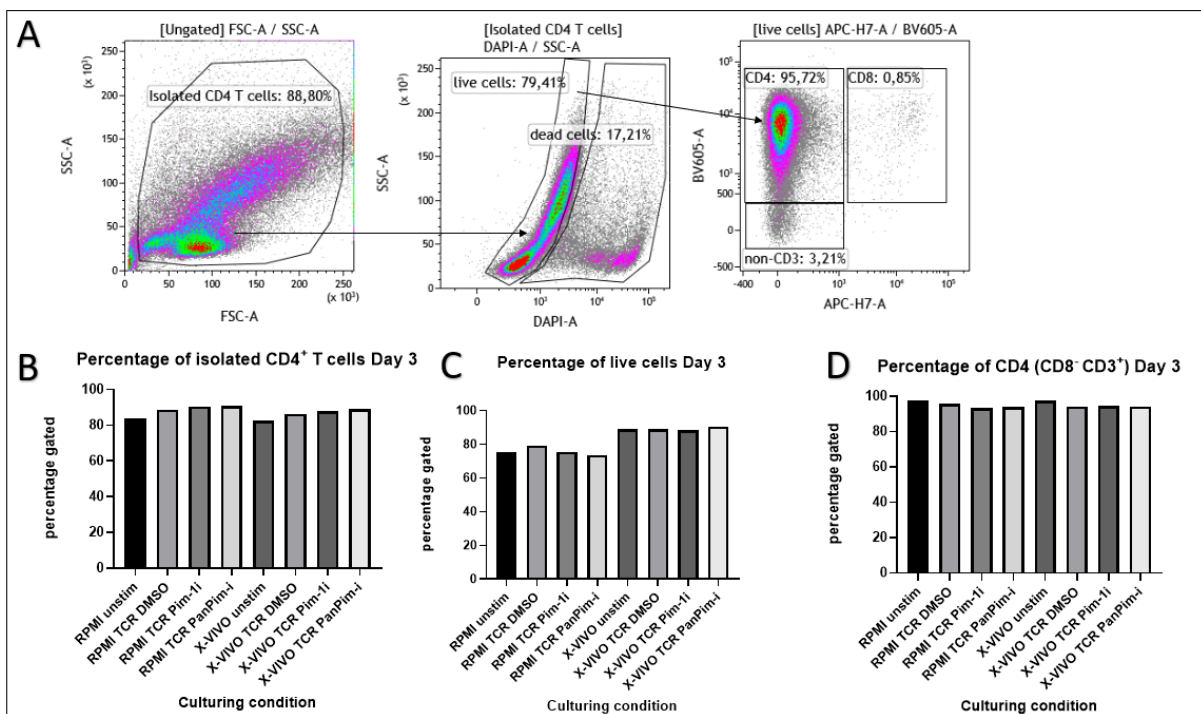 A
[Ungated] FSC-A / SSC-A
(x 10³)
250
200
150
100
50
0
SSC-A
Isolated CD4 T cells: 88,80%
0 50 100 150 200 250
(x 10³)
FSC-A
[Isolated CD4 T cells]
DAPI-A / SSC-A
(x 10³)
250
200
150
100
50
0
SSC-A
live cells: 79,41%
dead cells: 17,21%
0 10³ 10⁴ 10⁵
DAPI-A
[live cells] APC-H7-A / BV605-A
CD4: 95,72%
CD8: 0,85%
10⁴
10³
500
0
-500
BV605-A
non-CD3: 3,21%
-400 0 10³ 10⁴ 10⁵
APC-H7-A
B
Percentage of isolated CD4⁺ T cells Day 3
percentage gated
100
80
60
40
20
0
RPMI unstim
RPMI TCR DMSO
RPMI TCR Pim-1i
RPMI TCR PanPim-i
X-VIVO unstim
X-VIVO TCR DMSO
X-VIVO TCR Pim-1i
X-VIVO TCR PanPim-i
Culturing condition
C
Percentage of live cells Day 3
percentage gated
100
80
60
40
20
0
RPMI unstim
RPMI TCR DMSO
RPMI TCR Pim-1i
RPMI TCR PanPim-i
X-VIVO unstim
X-VIVO TCR DMSO
X-VIVO TCR Pim-1i
X-VIVO TCR PanPim-i
Culturing condition
D
Percentage of CD4 (CD8⁻ CD3⁺) Day 3
percentage gated
100
80
60
40
20
0
RPMI unstim
RPMI TCR DMSO
RPMI TCR Pim-1i
RPMI TCR PanPim-i
X-VIVO unstim
X-VIVO TCR DMSO
X-VIVO TCR Pim-1i
X-VIVO TCR PanPim-i
Culturing condition